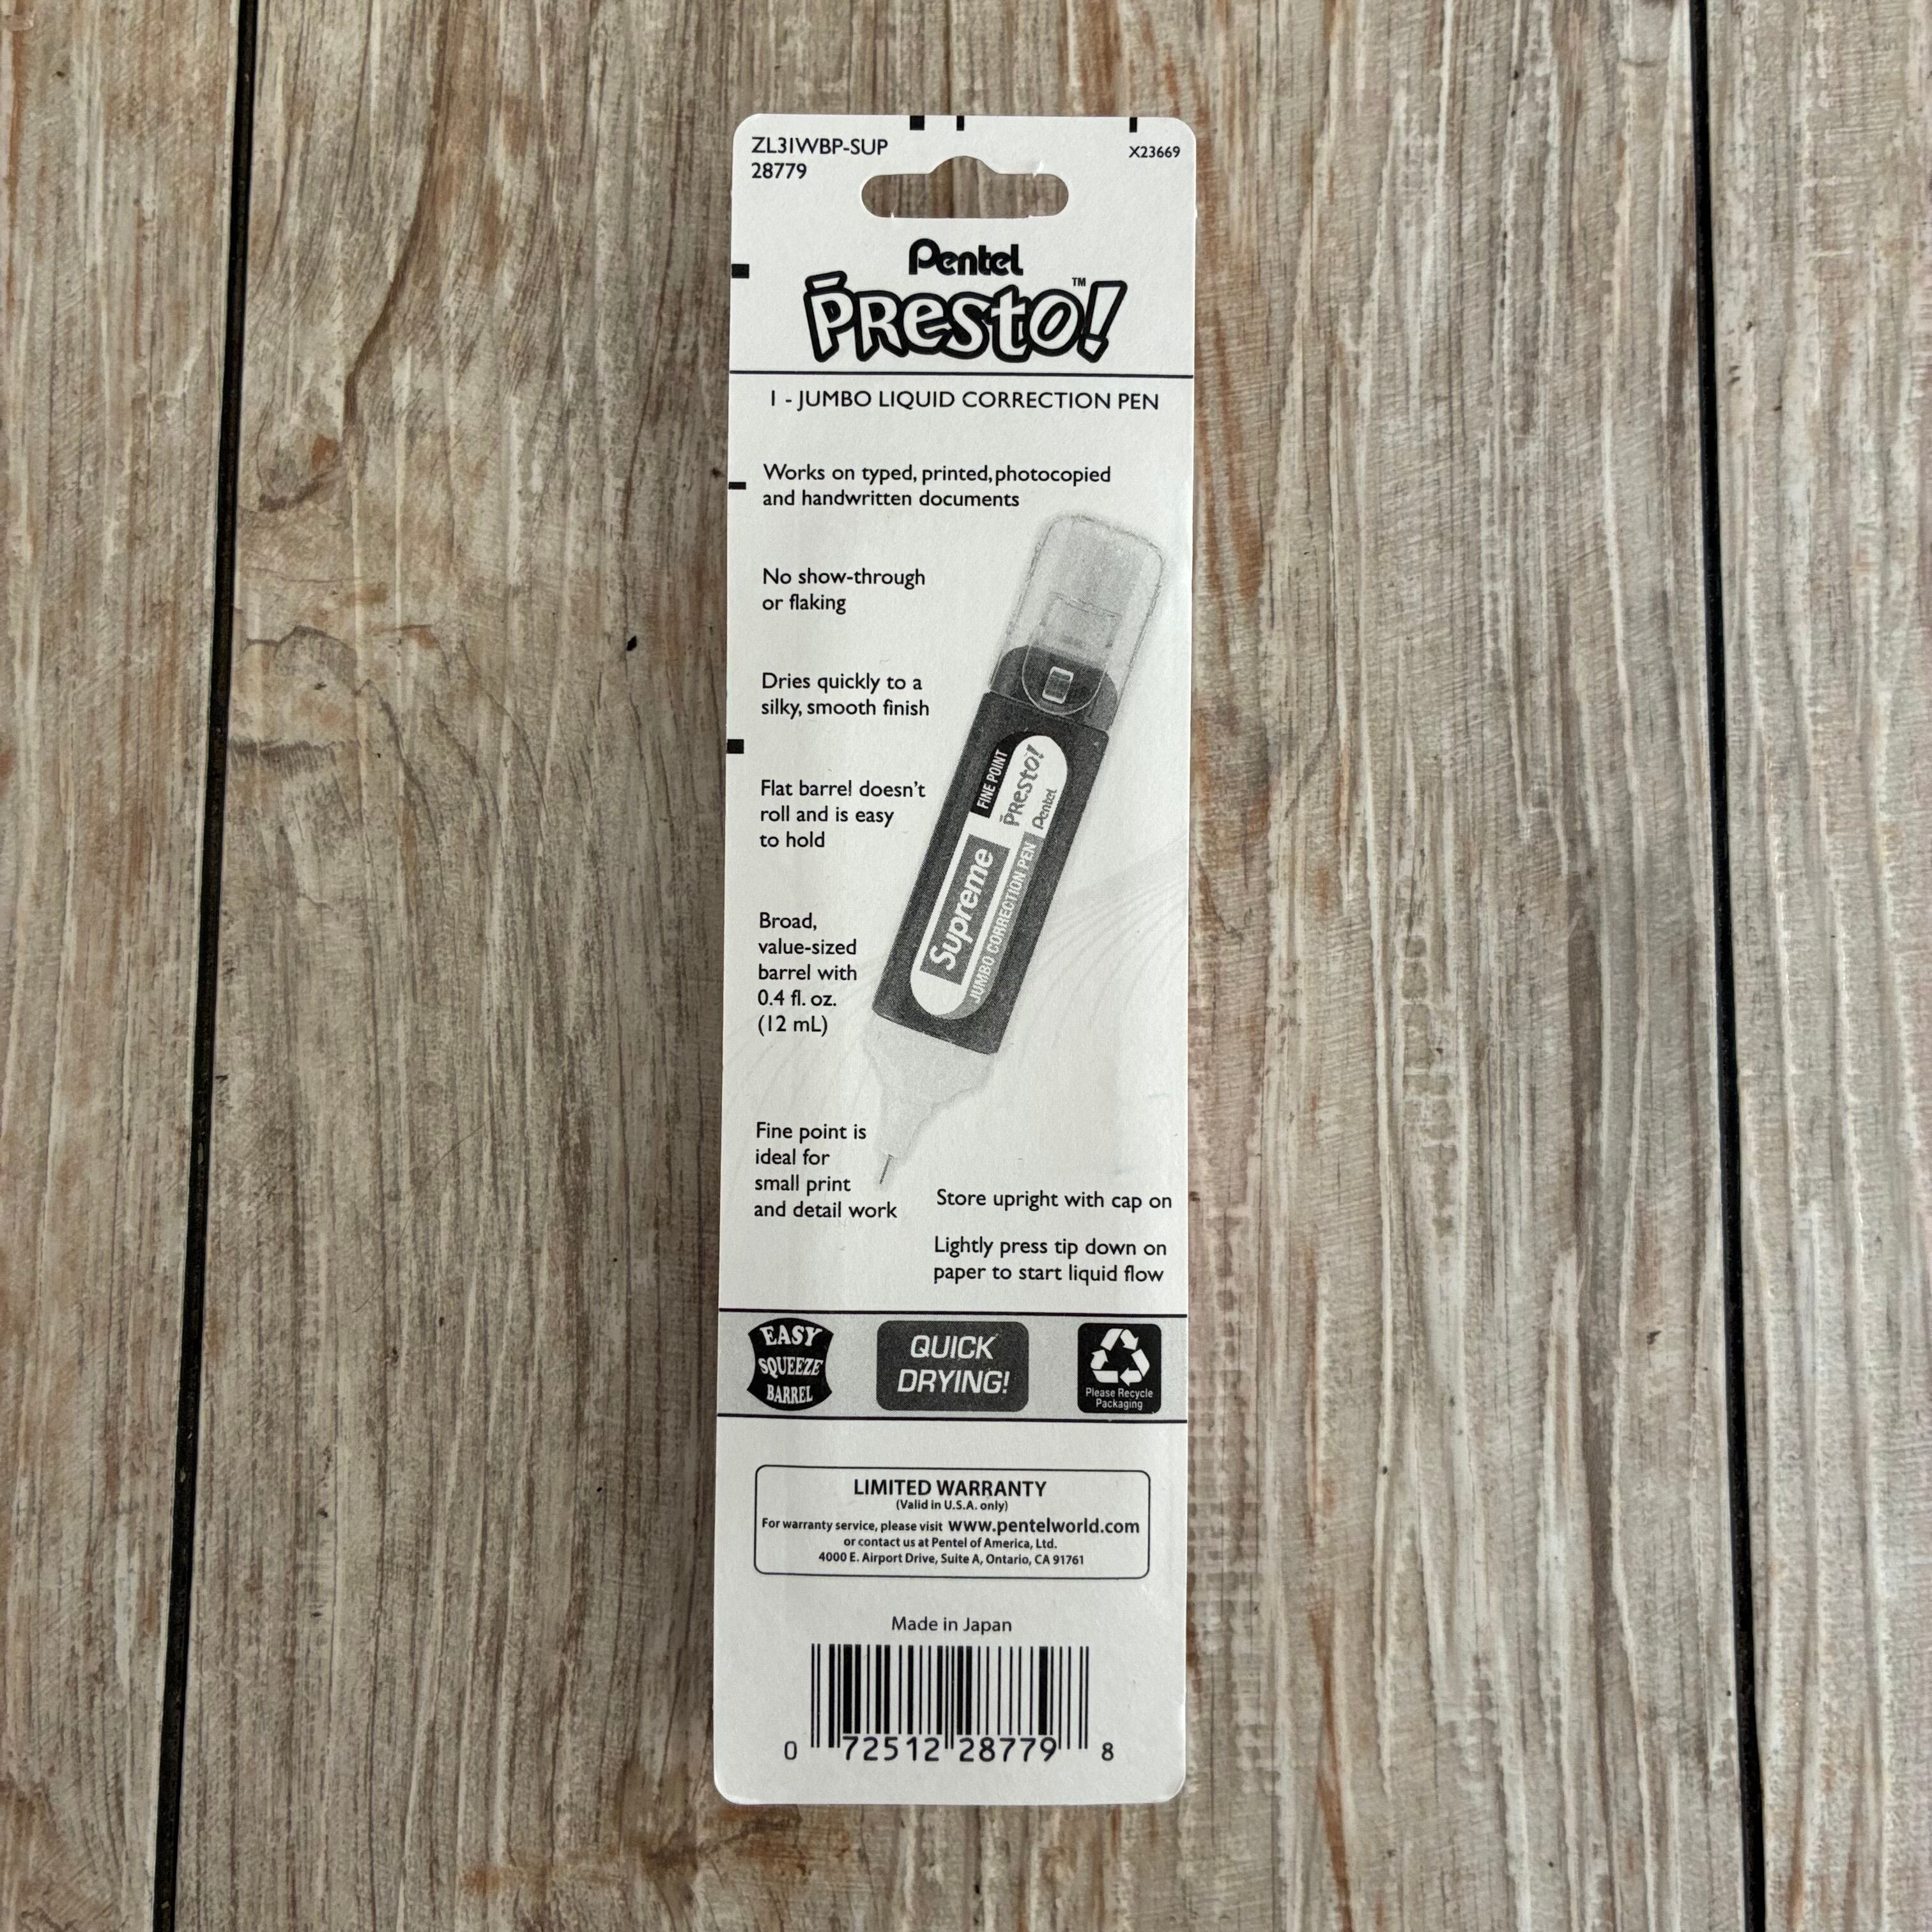 ZL31WBP-SUP
28779
X23669
Pentel
Presto!™
1 - JUMBO LIQUID CORRECTION PEN
Works on typed, printed, photocopied
and handwritten documents
No show-through
or flaking
Dries quickly to a
silky, smooth finish
Flat barrel doesn't
roll and is easy
to hold
Broad,
value-sized
barrel with
0.4 fl. oz.
(12 mL)
Fine point is
ideal for
small print
and detail work
FINE POINT
Presto!
Pentel
Supreme
JUMBO CORRECTION PEN
Store upright with cap on
Lightly press tip down on
paper to start liquid flow
EASY
SQUEEZE
BARREL
QUICK
DRYING!
Please Recycle
Packaging
LIMITED WARRANTY
(Valid in U.S.A. only)
For warranty service, please visit www.pentelworld.com
or contact us at Pentel of America, Ltd.
4000 E. Airport Drive, Suite A, Ontario, CA 91761
Made in Japan
0 72512 28779 8